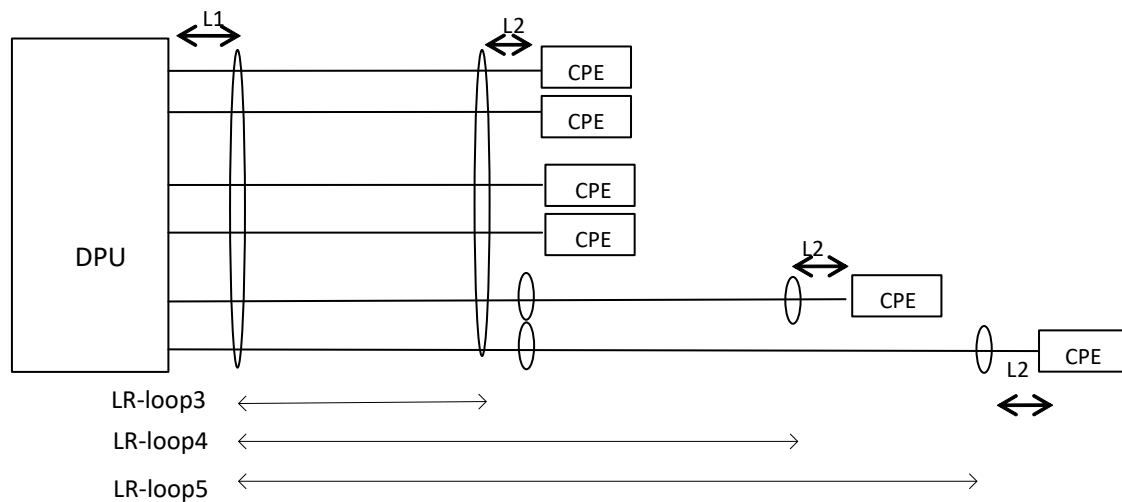 L1
L2
CPE
CPE
CPE
CPE
DPU
L2
CPE
CPE
L2
LR-loop3
LR-loop4
LR-loop5